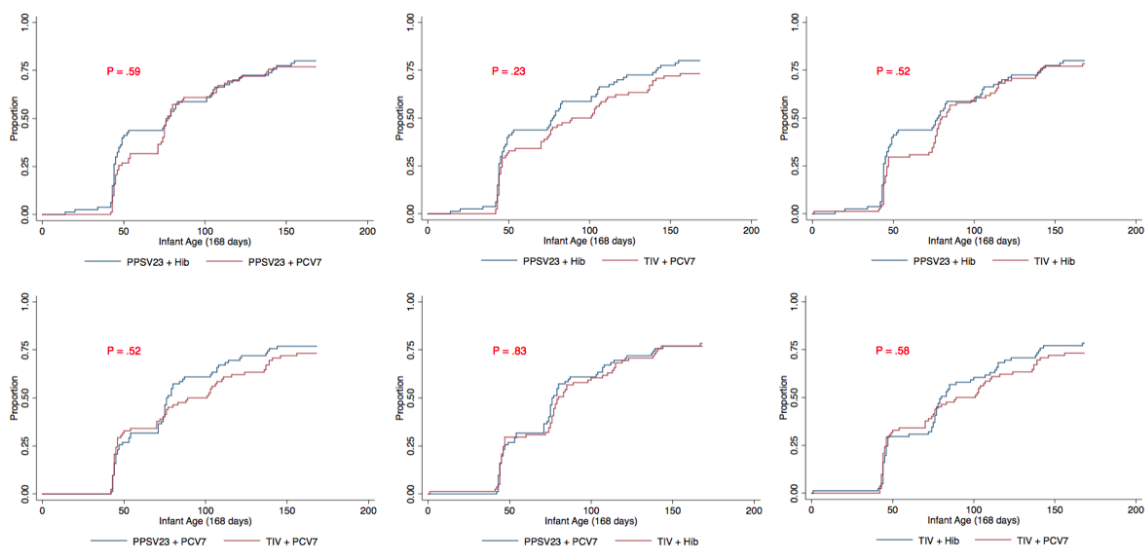 1.00
0.75
0.50
0.25
0.00
Proportion
P = .59
0 50 100 150 200
Infant Age (168 days)
PPSV23 + Hib PPSV23 + PCV7
1.00
0.75
0.50
0.25
0.00
Proportion
P = .23
0 50 100 150 200
Infant Age (168 days)
PPSV23 + Hib TIV + PCV7
1.00
0.75
0.50
0.25
0.00
Proportion
P = .52
0 50 100 150 200
Infant Age (168 days)
PPSV23 + Hib TIV + Hib
1.00
0.75
0.50
0.25
0.00
Proportion
P = .52
0 50 100 150 200
Infant Age (168 days)
PPSV23 + PCV7 TIV + PCV7
1.00
0.75
0.50
0.25
0.00
Proportion
P = .83
0 50 100 150 200
Infant Age (168 days)
PPSV23 + PCV7 TIV + Hib
1.00
0.75
0.50
0.25
0.00
Proportion
P = .58
0 50 100 150 200
Infant Age (168 days)
TIV + Hib TIV + PCV7